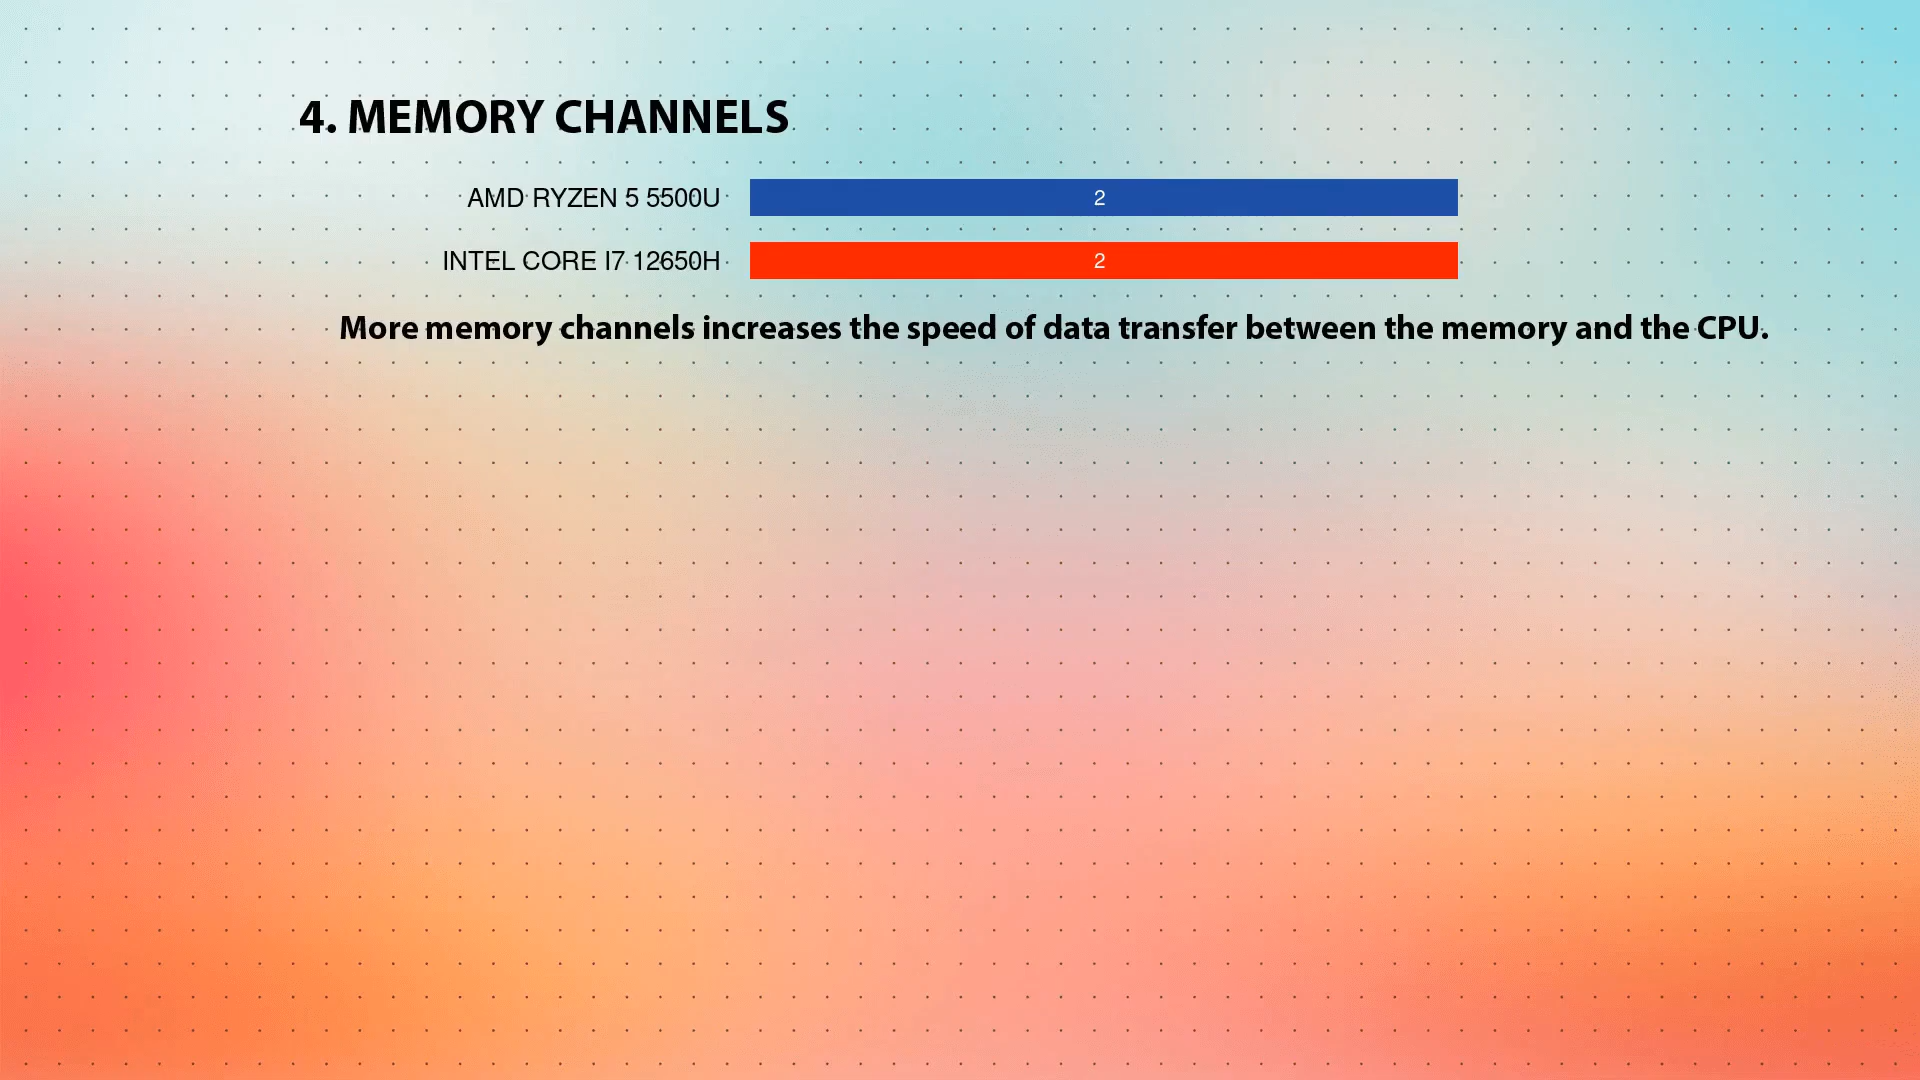 4. MEMORY CHANNELS
AMD RYZEN 5 5500U 2
INTEL CORE I7 12650H 2
More memory channels increases the speed of data transfer between the memory and the CPU.